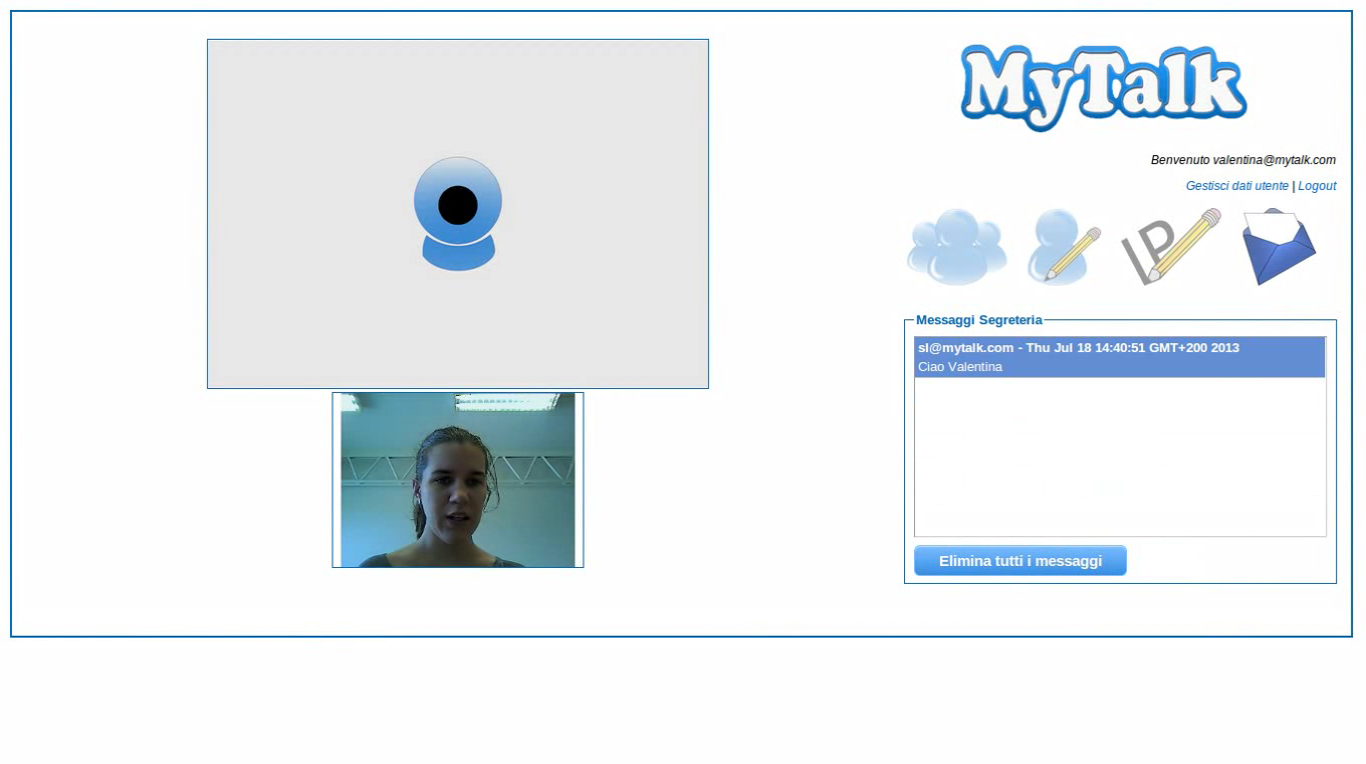 MyTalk
Benvenuto valentina@mytalk.com
Gestisci dati utente | Logout
IP
Messaggi Segreteria
sl@mytalk.com - Thu Jul 18 14:40:51 GMT+200 2013
Ciao Valentina
Elimina tutti i messaggi